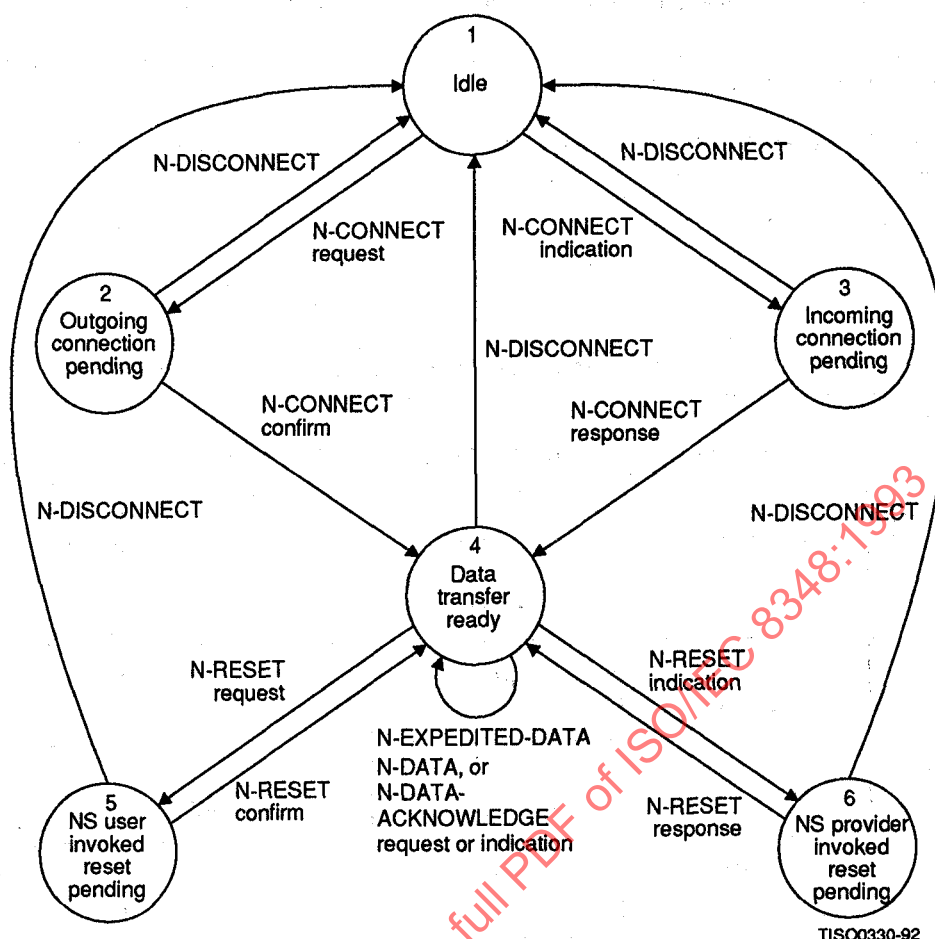 1
Idle
N-DISCONNECT
N-DISCONNECT
N-CONNECT
request
N-CONNECT
indication
2
Outgoing
connection
pending
3
Incoming
connection
pending
N-DISCONNECT
N-CONNECT
confirm
N-CONNECT
response
N-DISCONNECT
N-DISCONNECT
4
Data
transfer
ready
N-RESET
request
N-RESET
indication
N-EXPEDITED-DATA
N-DATA, or
N-DATA-
ACKNOWLEDGE
request or indication
N-RESET
confirm
N-RESET
response
5
NS user
invoked
reset
pending
6
NS provider
invoked
reset
pending
full PDF of ISO/IEC 8348:1993
TISO0330-92